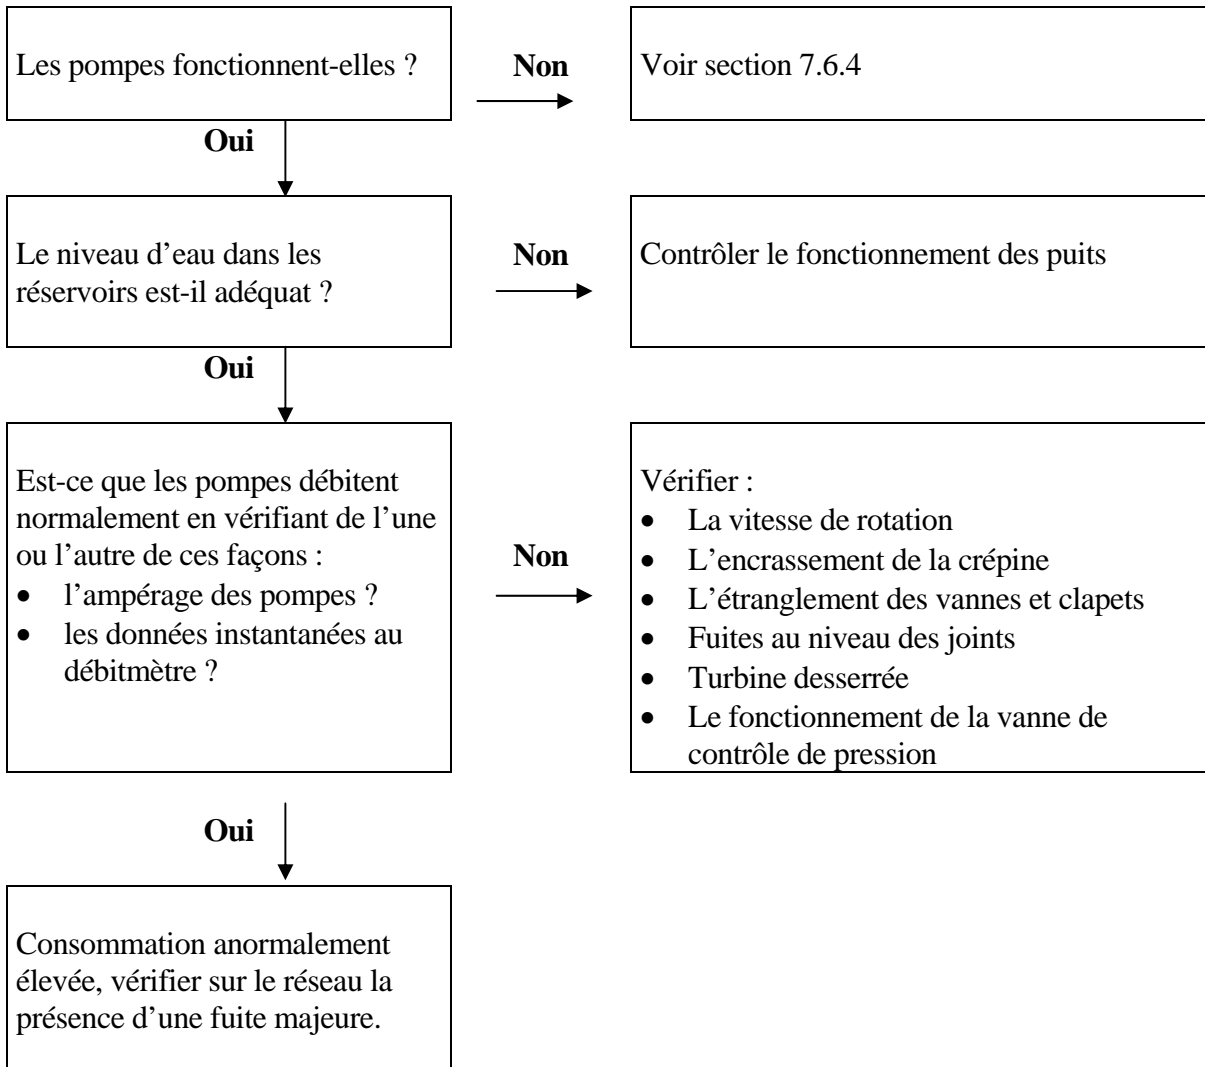 Les pompes fonctionnent-elles ?
Non
Voir section 7.6.4
Oui
Le niveau d’eau dans les
réservoirs est-il adéquat ?
Non
Contrôler le fonctionnement des puits
Oui
Est-ce que les pompes débitent
normalement en vérifiant de l’une
ou l’autre de ces façons :
• l’ampérage des pompes ?
• les données instantanées au
débitmètre ?
Non
Vérifier :
• La vitesse de rotation
• L’encrassement de la crépine
• L’étranglement des vannes et clapets
• Fuites au niveau des joints
• Turbine desserrée
• Le fonctionnement de la vanne de
contrôle de pression
Oui
Consommation anormalement
élevée, vérifier sur le réseau la
présence d’une fuite majeure.